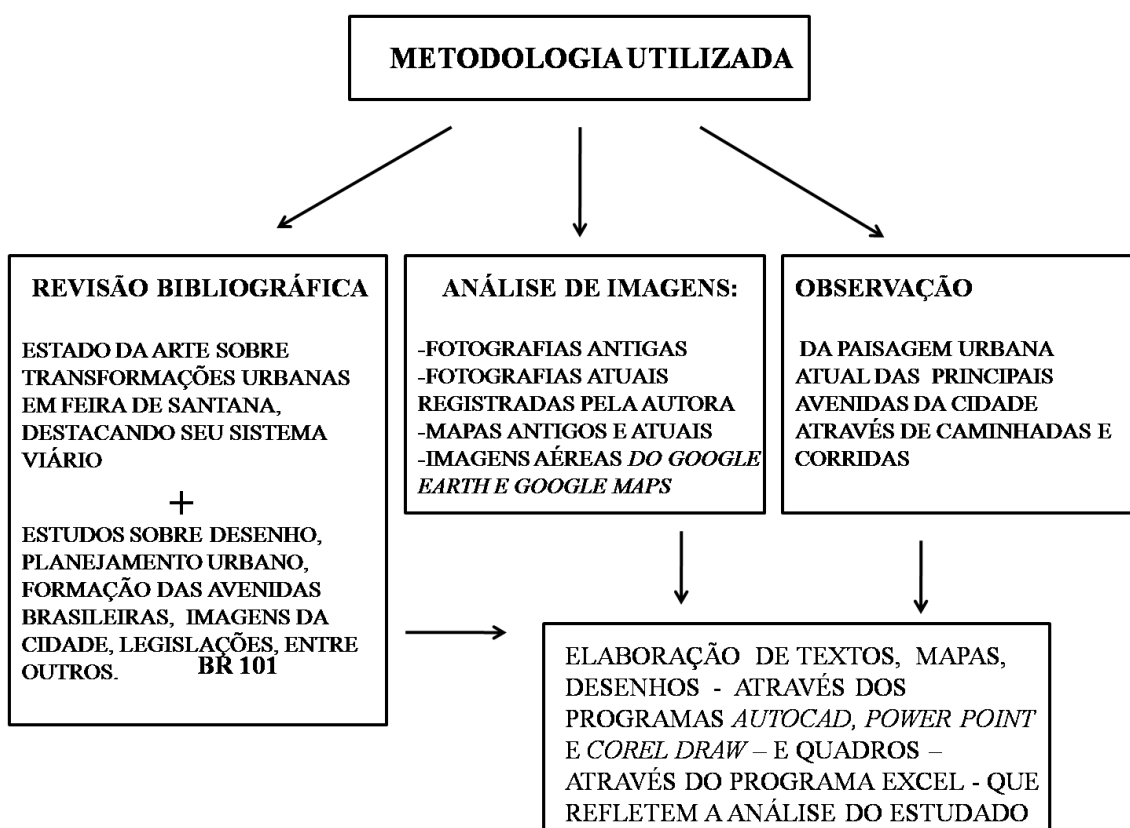 METODOLOGIA UTILIZADA
REVISÃO BIBLIOGRÁFICA
ESTADO DA ARTE SOBRE
TRANSFORMAÇÕES URBANAS
EM FEIRA DE SANTANA,
DESTACANDO SEU SISTEMA
VIÁRIO
+
ESTUDOS SOBRE DESENHO,
PLANEJAMENTO URBANO,
FORMAÇÃO DAS AVENIDAS
BRASILEIRAS, IMAGENS DA
CIDADE, LEGISLAÇÕES, ENTRE
OUTROS.
BR 101
ANÁLISE DE IMAGENS:
-FOTOGRAFIAS ANTIGAS
-FOTOGRAFIAS ATUAIS
REGISTRADAS PELA AUTORA
-MAPAS ANTIGOS E ATUAIS
-IMAGENS AÉREAS DO GOOGLE
EARTH E GOOGLE MAPS
OBSERVAÇÃO
DA PAISAGEM URBANA
ATUAL DAS PRINCIPAIS
AVENIDAS DA CIDADE
ATRAVÉS DE CAMINHADAS E
CORRIDAS
ELABORAÇÃO DE TEXTOS, MAPAS,
DESENHOS - ATRAVÉS DOS
PROGRAMAS AUTOCAD, POWER POINT
E COREL DRAW – E QUADROS –
ATRAVÉS DO PROGRAMA EXCEL - QUE
REFLETEM A ANÁLISE DO ESTUDADO